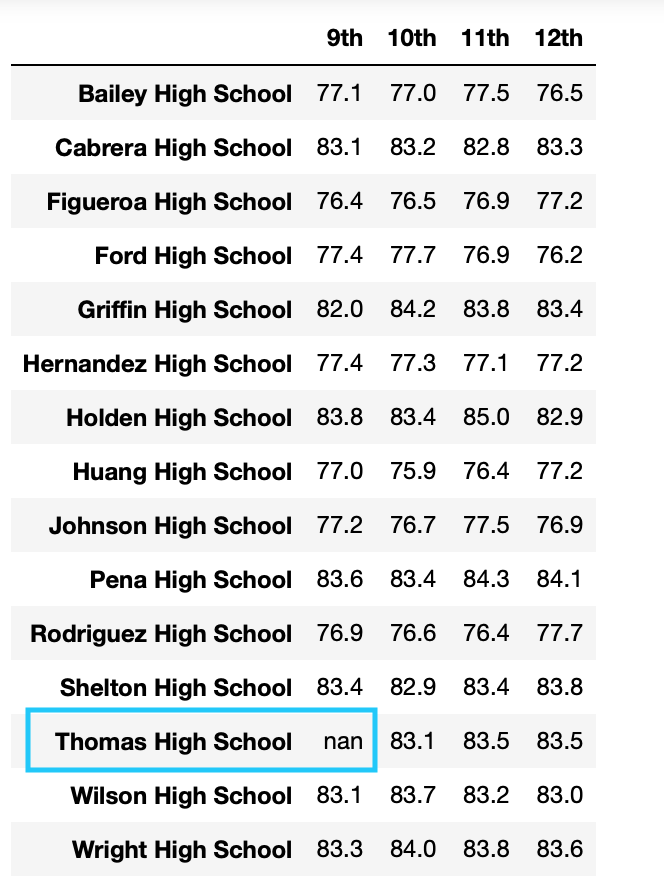 9th 10th 11th 12th
Bailey High School 77.1 77.0 77.5 76.5
Cabrera High School 83.1 83.2 82.8 83.3
Figueroa High School 76.4 76.5 76.9 77.2
Ford High School 77.4 77.7 76.9 76.2
Griffin High School 82.0 84.2 83.8 83.4
Hernandez High School 77.4 77.3 77.1 77.2
Holden High School 83.8 83.4 85.0 82.9
Huang High School 77.0 75.9 76.4 77.2
Johnson High School 77.2 76.7 77.5 76.9
Pena High School 83.6 83.4 84.3 84.1
Rodriguez High School 76.9 76.6 76.4 77.7
Shelton High School 83.4 82.9 83.4 83.8
Thomas High School nan 83.1 83.5 83.5
Wilson High School 83.1 83.7 83.2 83.0
Wright High School 83.3 84.0 83.8 83.6